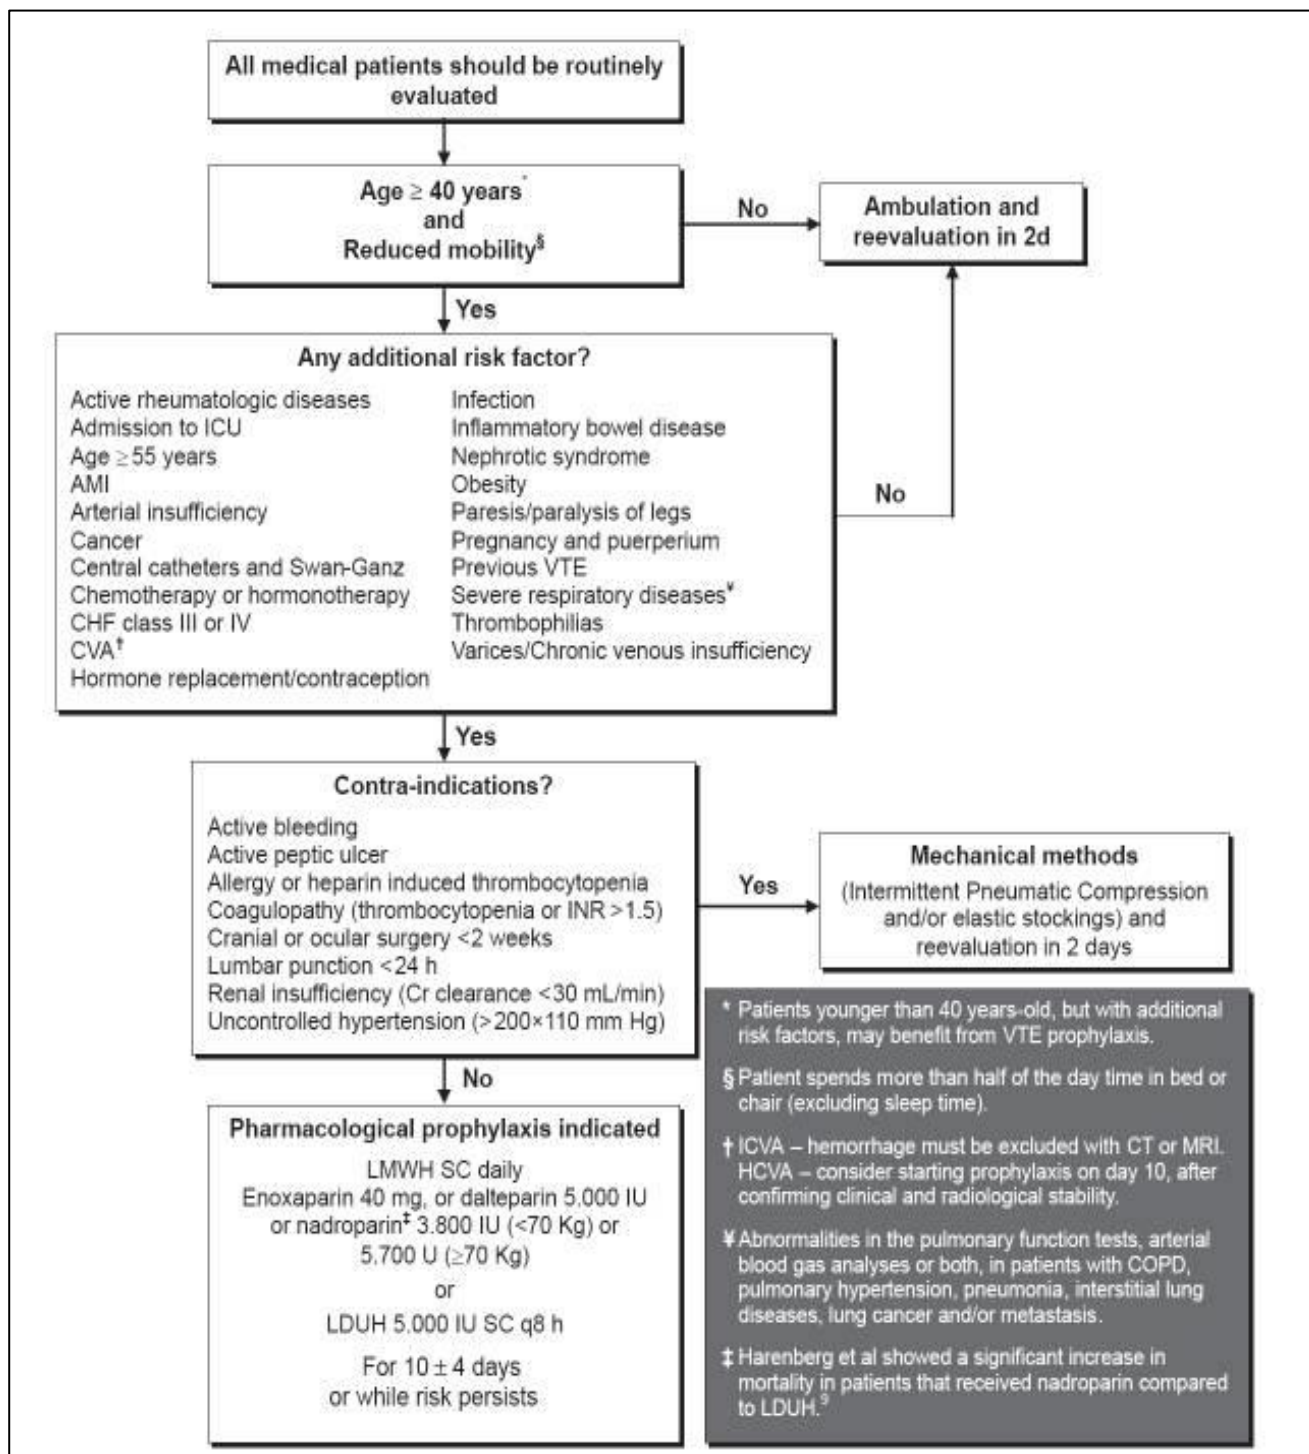 All medical patients should be routinely
evaluated
Age ≥ 40 years*
and
Reduced mobility§
No
Ambulation and
reevaluation in 2d
Yes
Any additional risk factor?
Active rheumatologic diseases
Admission to ICU
Age ≥ 55 years
AMI
Arterial insufficiency
Cancer
Central catheters and Swan-Ganz
Chemotherapy or hormonotherapy
CHF class III or IV
CVA†
Hormone replacement/contraception
Infection
Inflammatory bowel disease
Nephrotic syndrome
Obesity
Paresis/paralysis of legs
Pregnancy and puerperium
Previous VTE
Severe respiratory diseases¥
Thrombophilias
Varices/Chronic venous insufficiency
No
Yes
Contra-indications?
Active bleeding
Active peptic ulcer
Allergy or heparin induced thrombocytopenia
Coagulopathy (thrombocytopenia or INR >1.5)
Cranial or ocular surgery <2 weeks
Lumbar punction <24 h
Renal insufficiency (Cr clearance <30 mL/min)
Uncontrolled hypertension (>200×110 mm Hg)
Yes
Mechanical methods
(Intermittent Pneumatic Compression
and/or elastic stockings) and
reevaluation in 2 days
No
Pharmacological prophylaxis indicated
LMWH SC daily
Enoxaparin 40 mg, or dalteparin 5.000 IU
or nadroparin‡ 3.800 IU (<70 Kg) or
5.700 U (≥70 Kg)
or
LDUH 5.000 IU SC q8 h
For 10 ± 4 days
or while risk persists
* Patients younger than 40 years-old, but with additional
risk factors, may benefit from VTE prophylaxis.
§ Patient spends more than half of the day time in bed or
chair (excluding sleep time).
† ICVA – hemorrhage must be excluded with CT or MRI.
HCVA – consider starting prophylaxis on day 10, after
confirming clinical and radiological stability.
¥ Abnormalities in the pulmonary function tests, arterial
blood gas analyses or both, in patients with COPD,
pulmonary hypertension, pneumonia, interstitial lung
diseases, lung cancer and/or metastasis.
‡ Harenberg et al showed a significant increase in
mortality in patients that received nadroparin compared
to LDUH.9